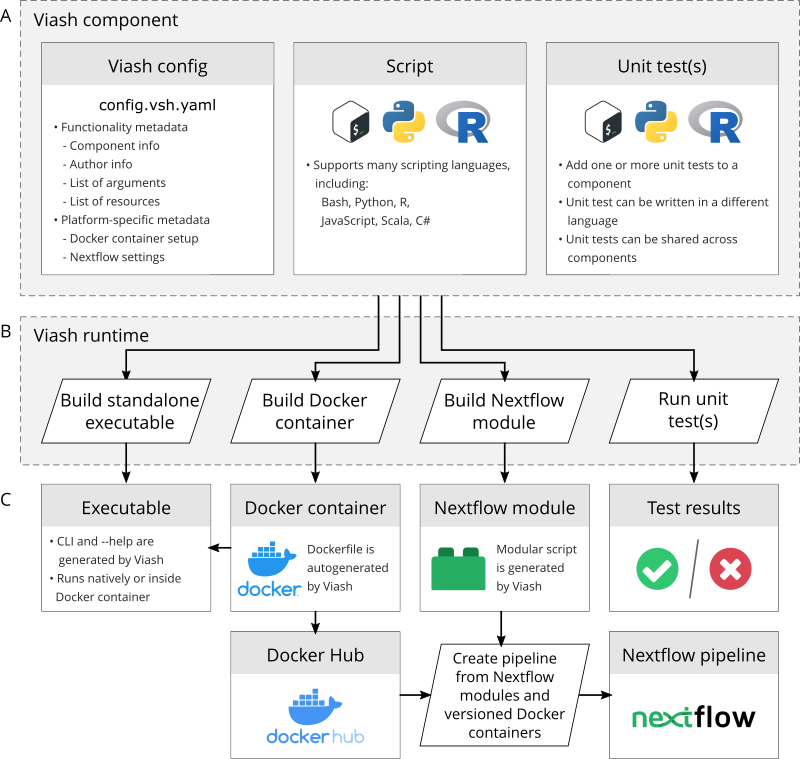 A
Viash component
Viash config
config.vsh.yaml
• Functionality metadata
- Component info
- Author info
- List of arguments
- List of resources
• Platform-specific metadata
- Docker container setup
- Nextflow settings
Script
$_
R
• Supports many scripting languages,
including:
Bash, Python, R,
JavaScript, Scala, C#
Unit test(s)
$_
R
• Add one or more unit tests to a
component
• Unit test can be written in a different
language
• Unit tests can be shared across
components
B
Viash runtime
Build standalone
executable
Build Docker
container
Build Nextflow
module
Run unit
test(s)
C
Executable
• CLI and --help are
generated by Viash
• Runs natively or inside
Docker container
Docker container
docker
Dockerfile is
autogenerated
by Viash
Nextflow module
Modular script
is generated
by Viash
Test results
Docker Hub
dockerhub
Create pipeline
from Nextflow
modules and
versioned Docker
containers
Nextflow pipeline
nextflow